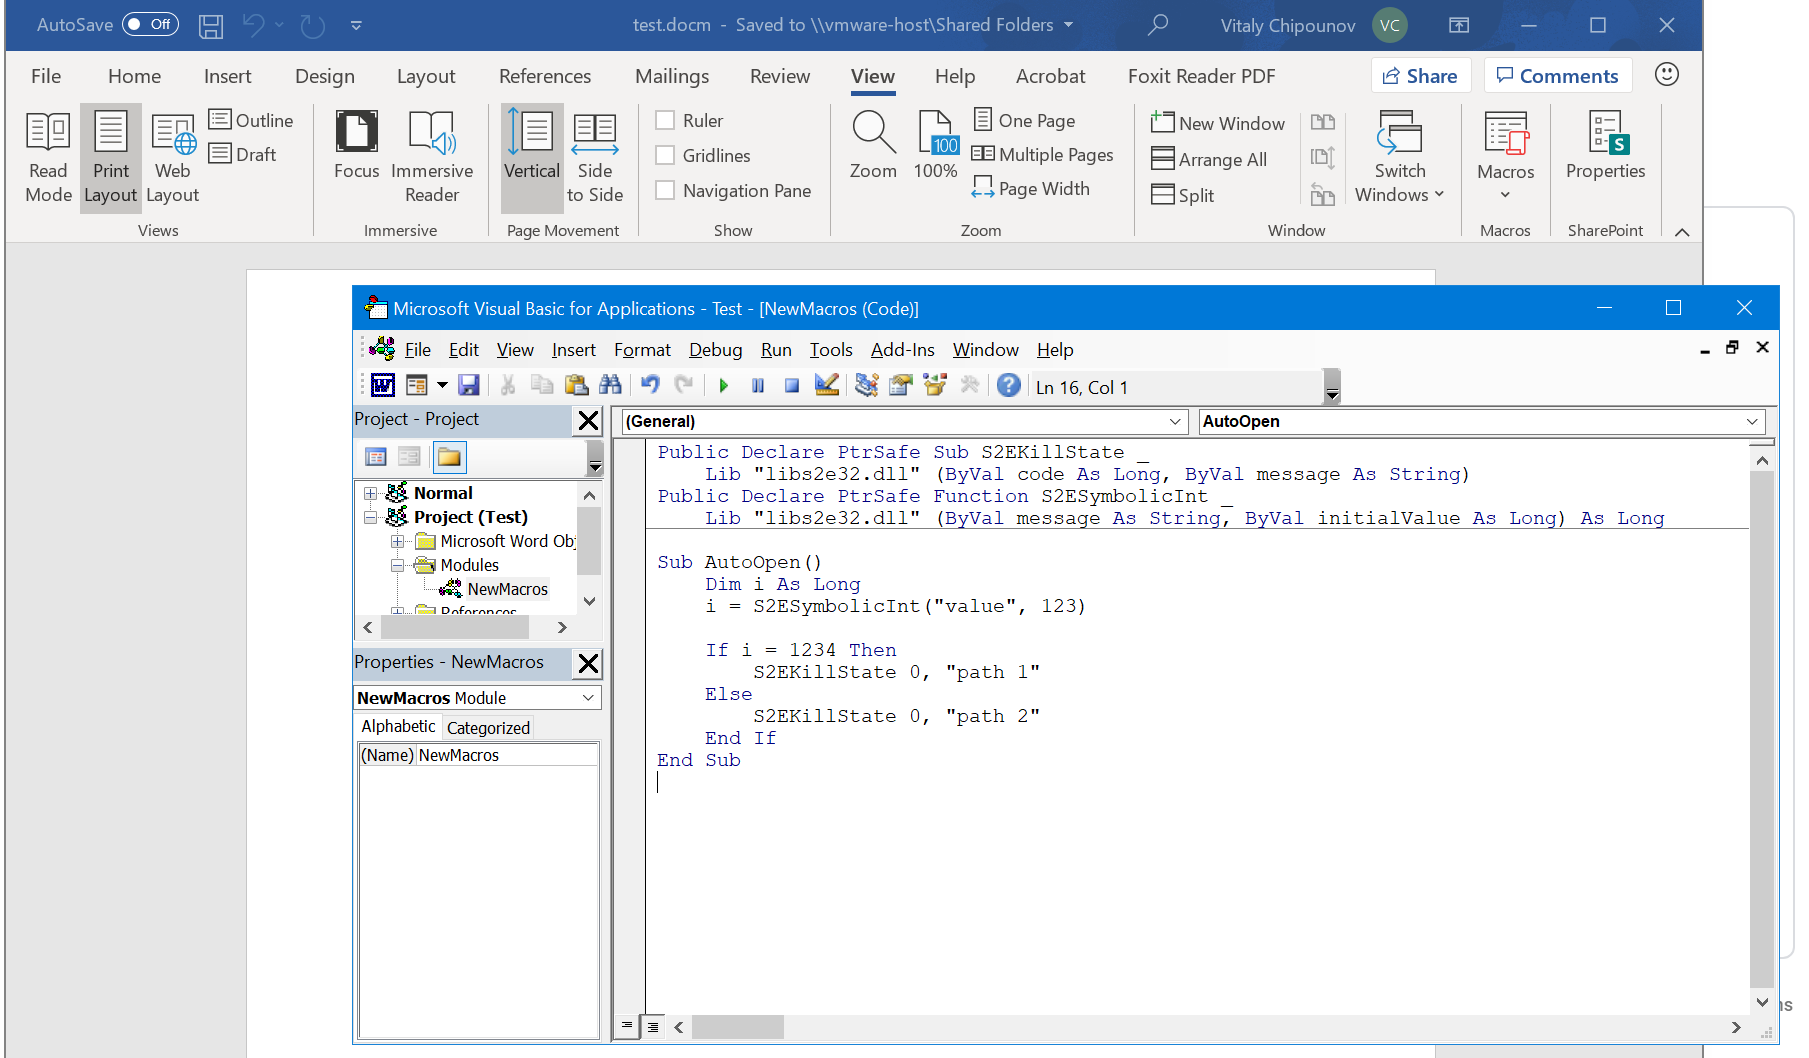 AutoSave Off test.docm - Saved to \\vmware-host\Shared Folders Vitaly Chipounov VC
File Home Insert Design Layout References Mailings Review View Help Acrobat Foxit Reader PDF Share Comments
Read Mode
Print Layout
Web Layout
Outline
Draft
Views
Focus
Immersive Reader
Immersive
Vertical
Side to Side
Page Movement
Ruler
Gridlines
Navigation Pane
Show
Zoom
100
100%
One Page
Multiple Pages
Page Width
Zoom
New Window
Arrange All
Split
Switch Windows
Window
Macros
Macros
S
Properties
SharePoint
Microsoft Visual Basic for Applications - Test - [NewMacros (Code)]
File Edit View Insert Format Debug Run Tools Add-Ins Window Help
Ln 16, Col 1
Project - Project
Normal
Project (Test)
Microsoft Word Obj
Modules
NewMacros
References
Properties - NewMacros
NewMacros Module
Alphabetic Categorized
(Name) NewMacros
(General) AutoOpen
Public Declare PtrSafe Sub S2EKillState _
Lib "libs2e32.dll" (ByVal code As Long, ByVal message As String)
Public Declare PtrSafe Function S2ESymbolicInt _
Lib "libs2e32.dll" (ByVal message As String, ByVal initialValue As Long) As Long
Sub AutoOpen()
Dim i As Long
i = S2ESymbolicInt("value", 123)
If i = 1234 Then
S2EKillState 0, "path 1"
Else
S2EKillState 0, "path 2"
End If
End Sub